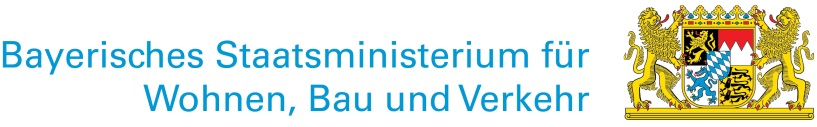 Bayerisches Staatsministerium für
Wohnen, Bau und Verkehr